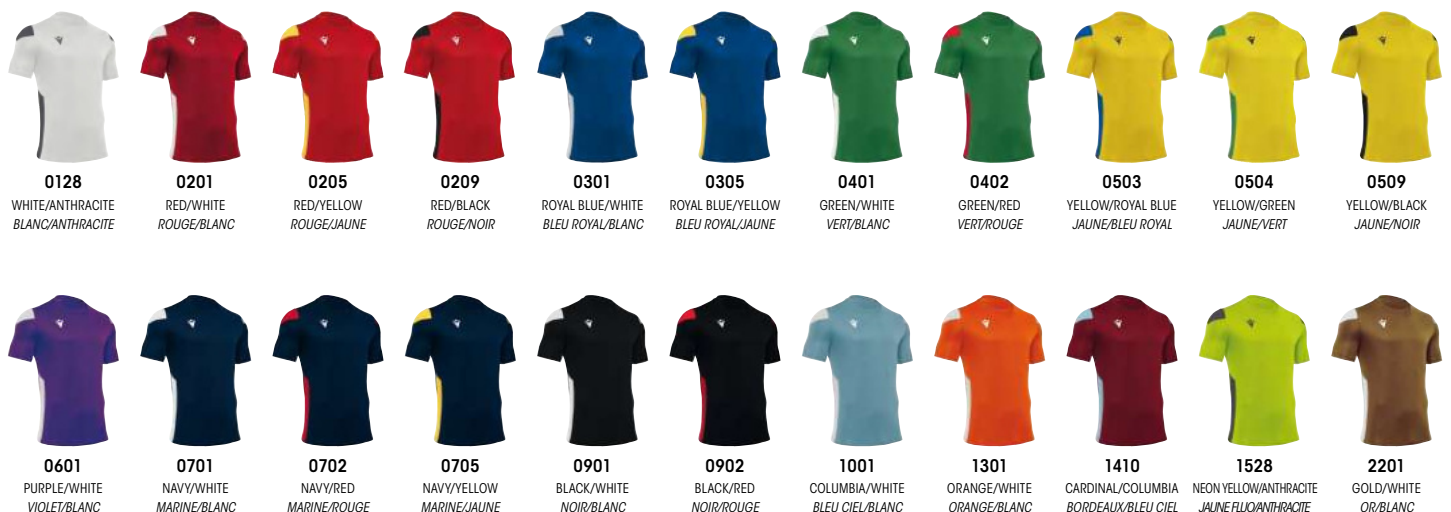 0128 0201 0205 0209 0301 0305 0401 0402 0503 0504 0509
WHITE/ANTHRACITE RED/WHITE RED/YELLOW RED/BLACK ROYAL BLUE/WHITE ROYAL BLUE/YELLOW GREEN/WHITE GREEN/RED YELLOW/ROYAL BLUE YELLOW/GREEN YELLOW/BLACK
BLANC/ANTHRACITE ROUGE/BLANC ROUGE/JAUNE ROUGE/NOIR BLEU ROYAL/BLANC BLEU ROYAL/JAUNE VERT/BLANC VERT/ROUGE JAUNE/BLEU ROYAL JAUNE/VERT JAUNE/NOIR
0601 0701 0702 0705 0901 0902 1001 1301 1410 1528 2201
PURPLE/WHITE NAVY/WHITE NAVY/RED NAVY/YELLOW BLACK/WHITE BLACK/RED COLUMBIA/WHITE ORANGE/WHITE CARDINAL/COLUMBIA NEON YELLOW/ANTHRACITE GOLD/WHITE
VIOLET/BLANC MARINE/BLANC MARINE/ROUGE MARINE/JAUNE NOIR/BLANC NOIR/ROUGE BLEU CIEL/BLANC ORANGE/BLANC BORDEAUX/BLEU CIEL JAUNE FLUO/ANTHRACITE OR/BLANC